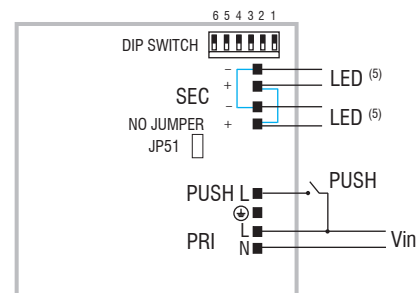 6 5 4 3 2 1
DIP SWITCH
−
LED (5)
+
SEC
−
LED (5)
NO JUMPER +
JP51
PUSH L
PUSH
L
PRI
N
Vin